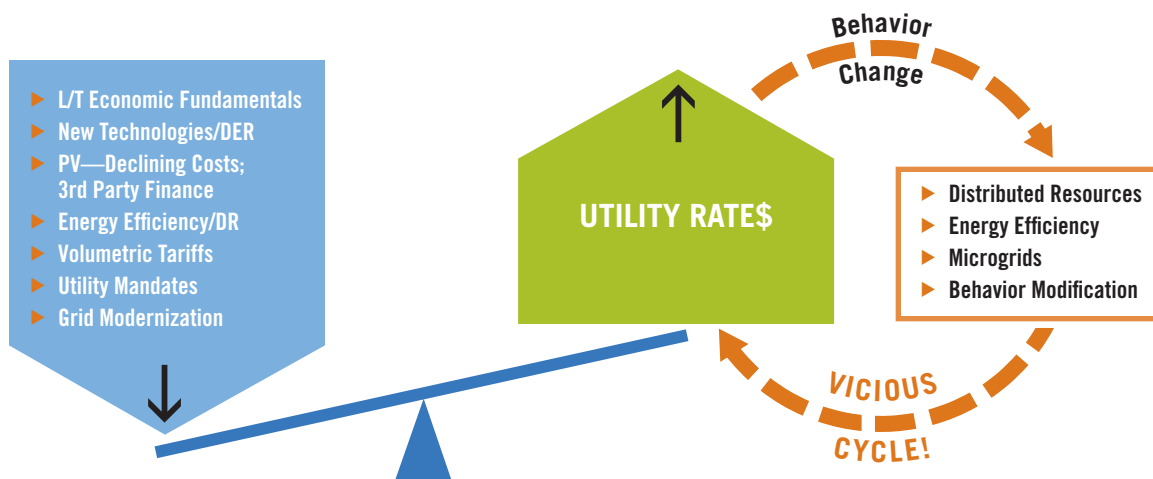 L/T Economic Fundamentals
New Technologies/DER
PV—Declining Costs;
3rd Party Finance
Energy Efficiency/DR
Volumetric Tariffs
Utility Mandates
Grid Modernization
UTILITY RATE$
Behavior
Change
Distributed Resources
Energy Efficiency
Microgrids
Behavior Modification
VICIOUS
CYCLE!